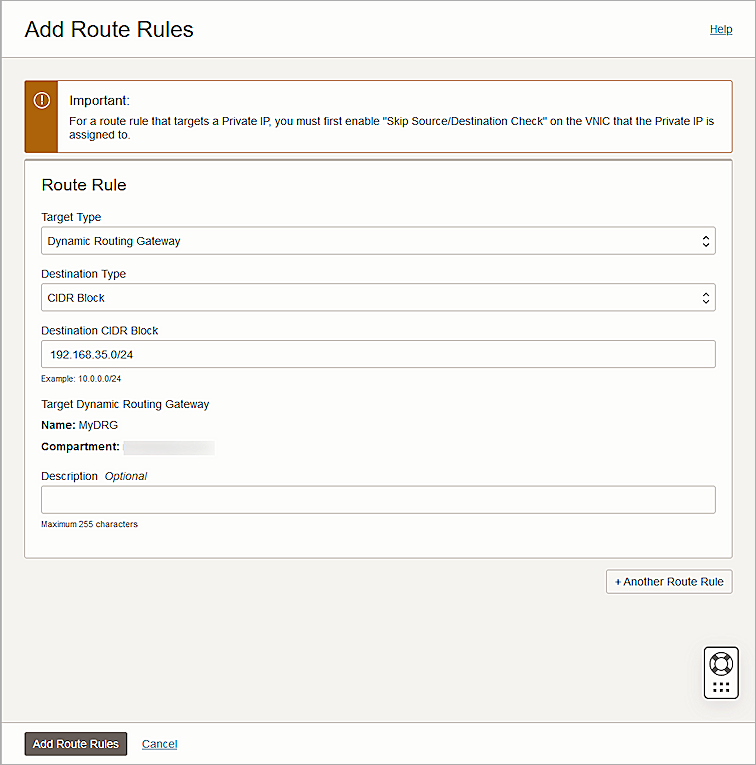 Add Route Rules
Help
Important:
For a route rule that targets a Private IP, you must first enable "Skip Source/Destination Check" on the VNIC that the Private IP is
assigned to.
Route Rule
Target Type
Dynamic Routing Gateway
Destination Type
CIDR Block
Destination CIDR Block
192.168.35.0/24
Example: 10.0.0.0/24
Target Dynamic Routing Gateway
Name: MyDRG
Compartment:
Description Optional
Maximum 255 characters
+ Another Route Rule
Add Route Rules
Cancel